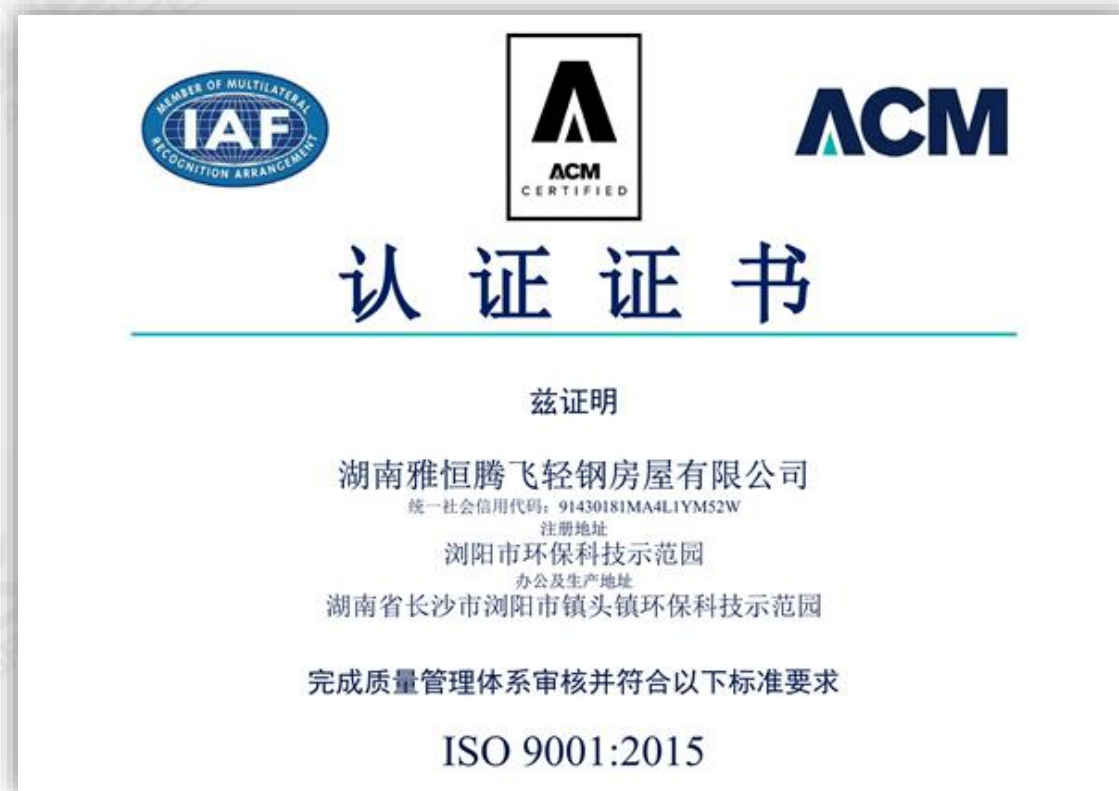 MEMBER OF MULTILATERAL
IAF
RECOGNITION ARRANGEMENT
ACM
CERTIFIED
ACM
认证证书
兹证明
湖南雅恒腾飞轻钢房屋有限公司
统一社会信用代码：91430181MA4L1YM52W
注册地址
浏阳市环保科技示范园
办公及生产地址
湖南省长沙市浏阳市镇头镇环保科技示范园
完成质量管理体系审核并符合以下标准要求
ISO 9001:2015